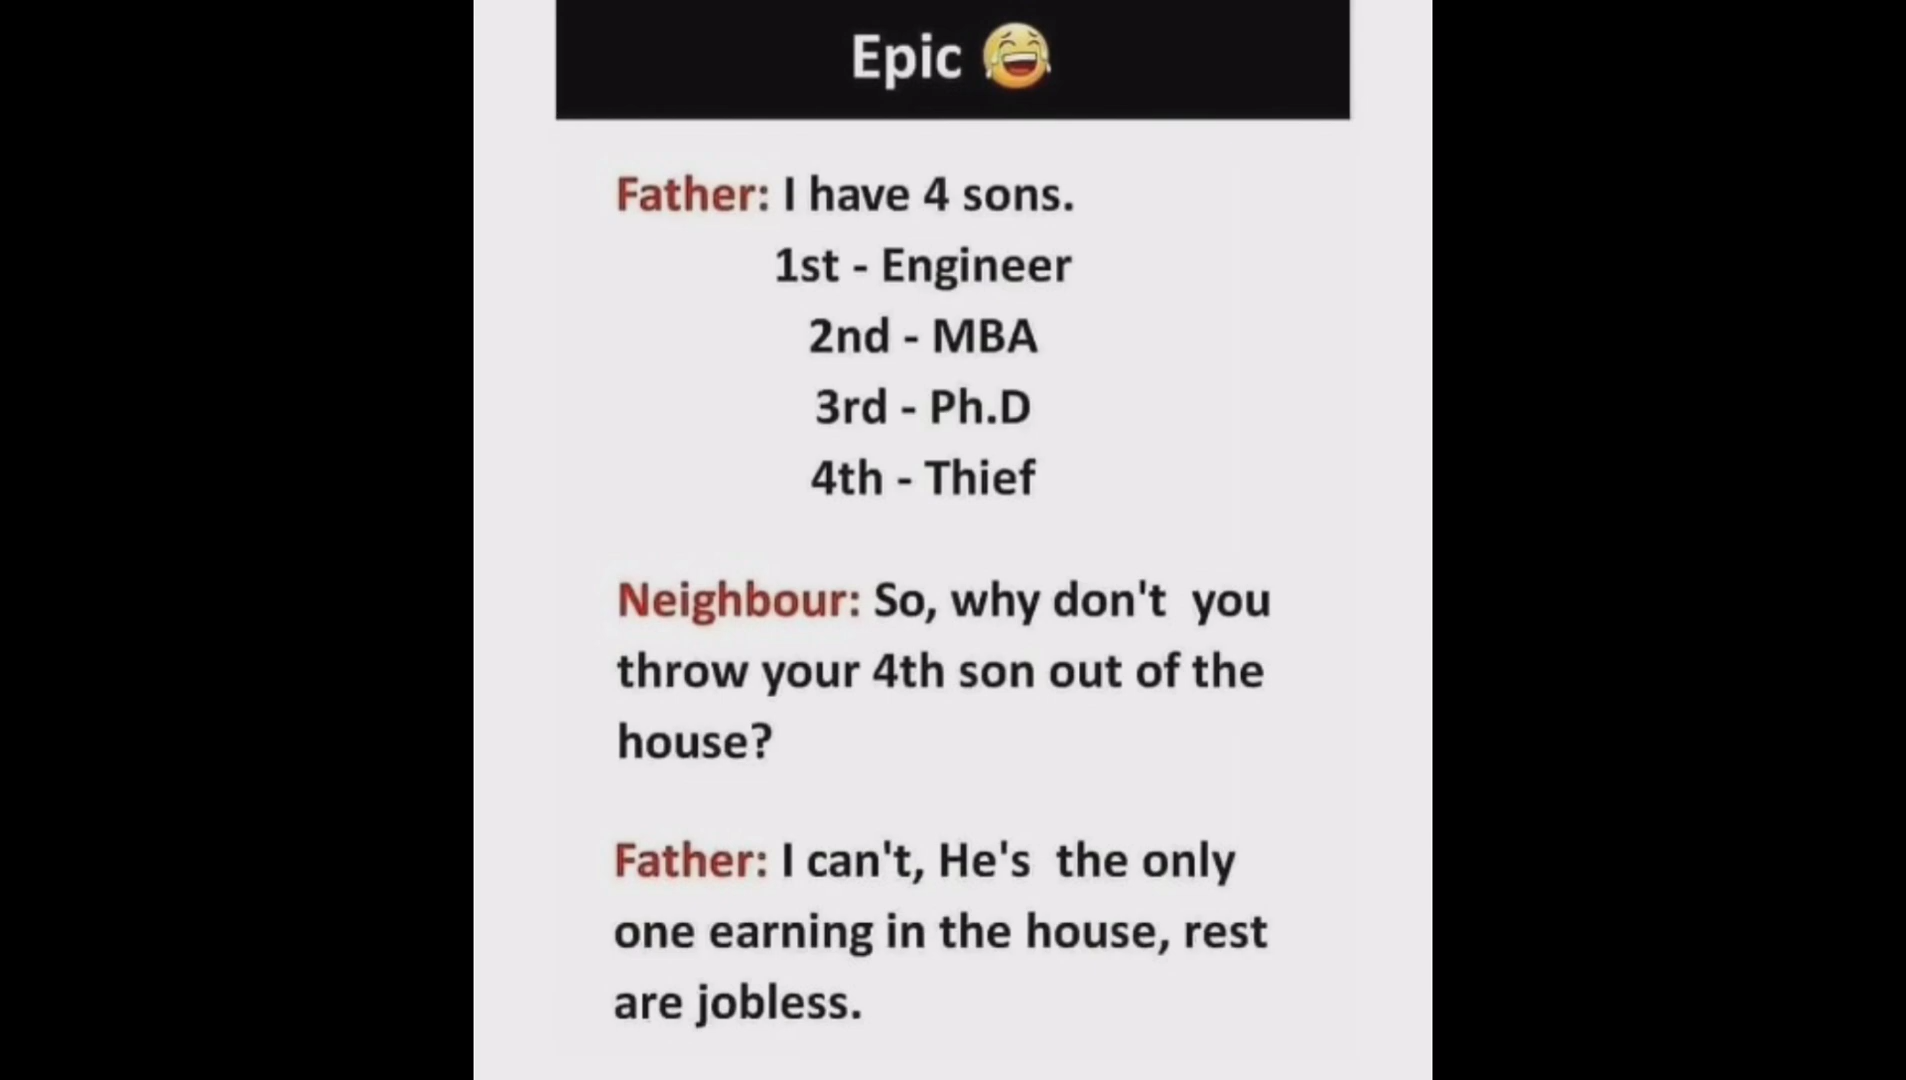 Epic 😂
Father: I have 4 sons.
1st - Engineer
2nd - MBA
3rd - Ph.D
4th - Thief
Neighbour: So, why don't you
throw your 4th son out of the
house?
Father: I can't, He's the only
one earning in the house, rest
are jobless.